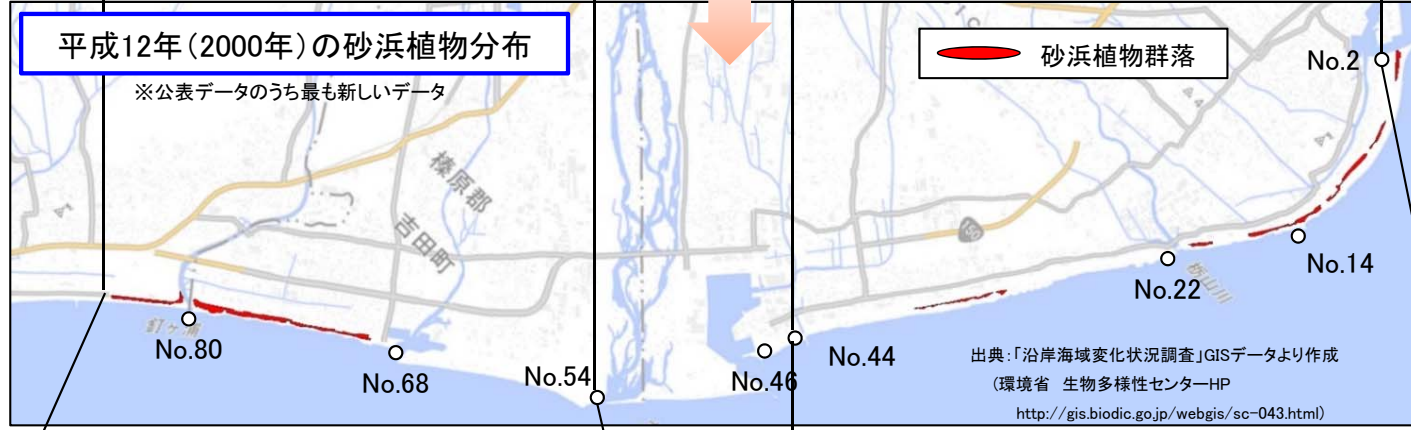 平成12年(2000年)の砂浜植物分布
※公表データのうち最も新しいデータ
砂浜植物群落
No.2
榛原郡
吉田町
150
No.14
栃山川
No.22
No.80
No.68
No.54
No.46
No.44
出典:「沿岸海域変化状況調査」GISデータより作成
(環境省 生物多様性センターHP
http://gis.biodic.go.jp/webgis/sc-043.html)